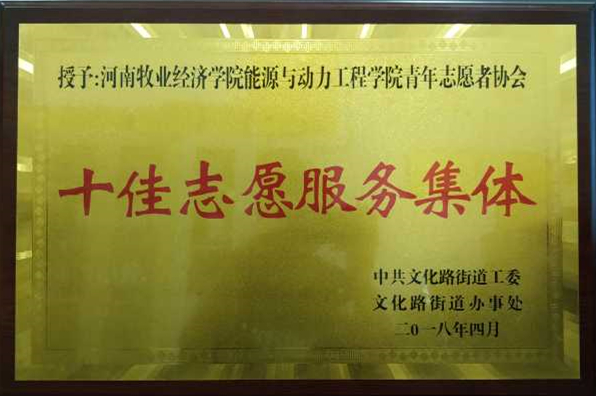 授予:河南牧业经济学院能源与动力工程学院青年志愿者协会
十佳志愿服务集体
中共文化路街道工委
文化路街道办事处
二0一八年四月